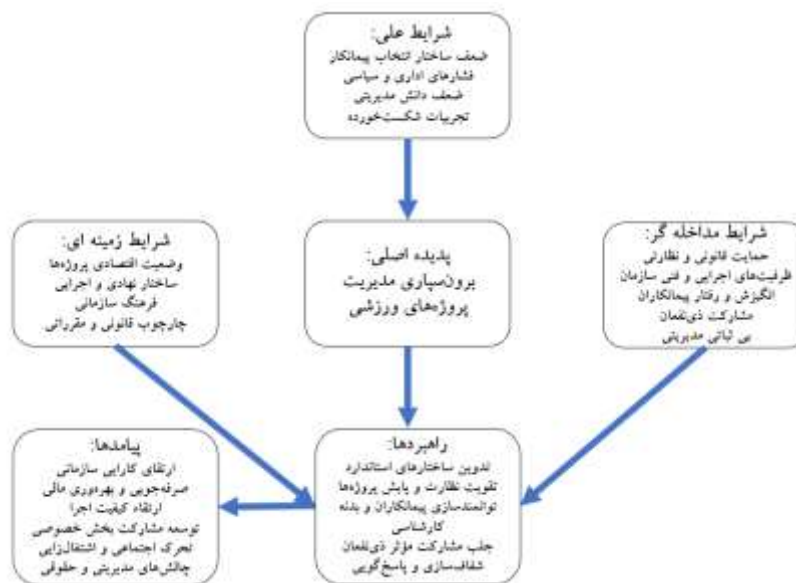 شرایط علی:
ضعف ساختار انتخاب پیمانکار
فشارهای اداری و سیاسی
ضعف دانش مدیریتی
تجربیات شکست‌خورده
شرایط مداخله گر:
حمایت قانونی و نظارتی
ظرفیت‌های اجرایی و فنی سازمان
انگیزش و رفتار پیمانکاران
مشارکت ذی‌نفعان
بی ثباتی مدیریتی
پدیده اصلی:
برون‌سپاری مدیریت
پروژه‌های ورزشی
شرایط زمینه ای:
وضعیت اقتصادی پروژه‌ها
ساختار نهادی و اجرایی
فرهنگ سازمانی
چارچوب قانونی و مقرراتی
راهبردها:
تدوین ساختارهای استاندارد
تقویت نظارت و پایش پروژه‌ها
توانمندسازی پیمانکاران و بدنه
کارشناسی
جلب مشارکت مؤثر ذی‌نفعان
شفاف‌سازی و پاسخ‌گویی
پیامدها:
ارتقای کارایی سازمانی
صرفه‌جویی و بهره‌وری مالی
ارتقاء کیفیت اجرا
توسعه مشارکت بخش خصوصی
تحرک اجتماعی و اشتغال‌زایی
چالش‌های مدیریتی و حقوقی